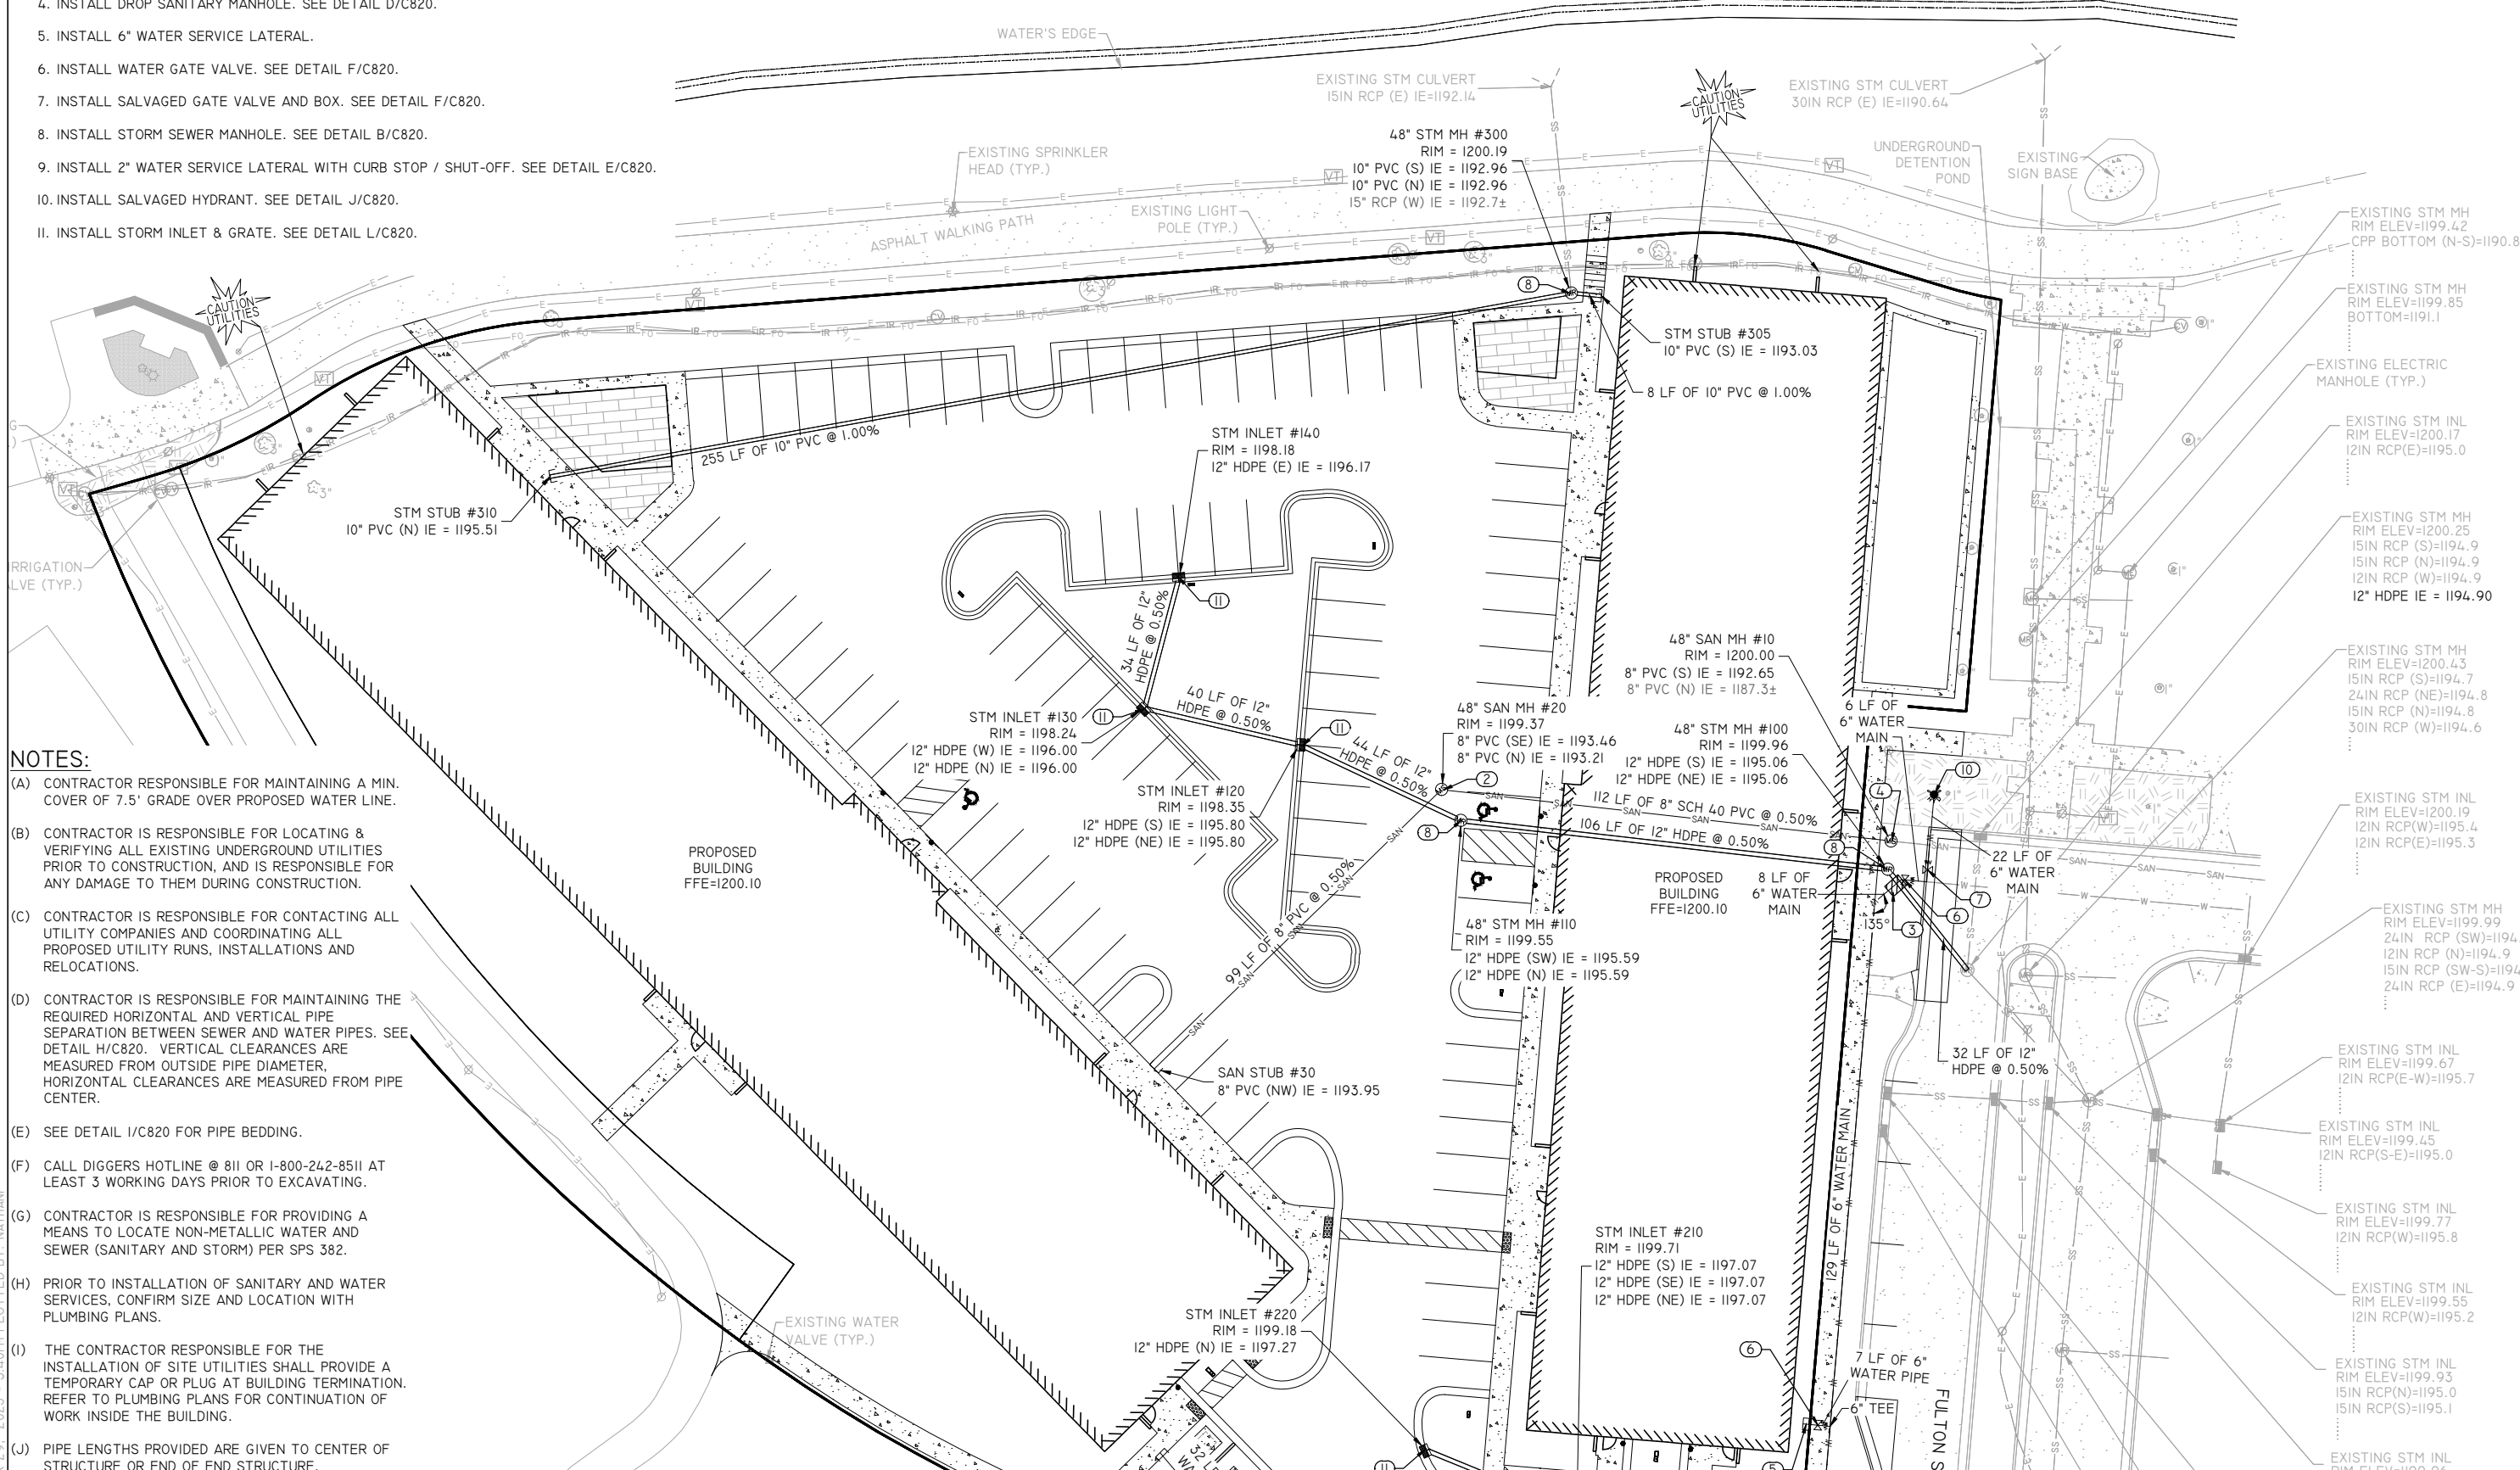 4. INSTALL DROP SANITARY MANHOLE. SEE DETAIL D/C820.
5. INSTALL 6" WATER SERVICE LATERAL.
6. INSTALL WATER GATE VALVE. SEE DETAIL F/C820.
7. INSTALL SALVAGED GATE VALVE AND BOX. SEE DETAIL F/C820.
8. INSTALL STORM SEWER MANHOLE. SEE DETAIL B/C820.
9. INSTALL 2" WATER SERVICE LATERAL WITH CURB STOP / SHUT-OFF. SEE DETAIL E/C820.
10. INSTALL SALVAGED HYDRANT. SEE DETAIL J/C820.
11. INSTALL STORM INLET & GRATE. SEE DETAIL L/C820.
WATER'S EDGE
EXISTING STM CULVERT
15IN RCP (E) IE=1192.14
CAUTION
UTILITIES
EXISTING STM CULVERT
30IN RCP (E) IE=1190.64
48" STM MH #300
RIM = 1200.19
10" PVC (S) IE = 1192.96
10" PVC (N) IE = 1192.96
15" RCP (W) IE = 1192.7±
EXISTING SPRINKLER
HEAD (TYP.)
EXISTING LIGHT
POLE (TYP.)
ASPHALT WALKING PATH
UNDERGROUND
DETENTION
POND
EXISTING
SIGN BASE
CAUTION
UTILITIES
8
STM STUB #305
10" PVC (S) IE = 1193.03
8 LF OF 10" PVC @ 1.00%
255 LF OF 10" PVC @ 1.00%
STM STUB #310
10" PVC (N) IE = 1195.51
STM INLET #140
RIM = 1198.18
12" HDPE (E) IE = 1196.17
11
34 LF OF 12"
HDPE @ 0.50%
40 LF OF 12"
HDPE @ 0.50%
44 LF OF 12"
HDPE @ 0.50%
STM INLET #130
RIM = 1198.24
12" HDPE (W) IE = 1196.00
12" HDPE (N) IE = 1196.00
11
11
STM INLET #120
RIM = 1198.35
12" HDPE (S) IE = 1195.80
12" HDPE (NE) IE = 1195.80
48" SAN MH #20
RIM = 1199.37
8" PVC (SE) IE = 1193.46
8" PVC (N) IE = 1193.21
2
48" SAN MH #10
RIM = 1200.00
8" PVC (S) IE = 1192.65
8" PVC (N) IE = 1187.3±
48" STM MH #100
RIM = 1199.96
12" HDPE (S) IE = 1195.06
12" HDPE (NE) IE = 1195.06
6 LF OF
6" WATER
MAIN
10
4
112 LF OF 8" SCH 40 PVC @ 0.50%
106 LF OF 12" HDPE @ 0.50%
8
8
22 LF OF
6" WATER
MAIN
7
6
3
135°
8 LF OF
6" WATER
MAIN
PROPOSED
BUILDING
FFE=1200.10
PROPOSED
BUILDING
FFE=1200.10
48" STM MH #110
RIM = 1199.55
12" HDPE (SW) IE = 1195.59
12" HDPE (N) IE = 1195.59
99 LF OF 8" PVC @ 0.50%
SAN STUB #30
8" PVC (NW) IE = 1193.95
32 LF OF 12"
HDPE @ 0.50%
129 LF OF 6" WATER MAIN
STM INLET #210
RIM = 1199.71
12" HDPE (S) IE = 1197.07
12" HDPE (SE) IE = 1197.07
12" HDPE (NE) IE = 1197.07
STM INLET #220
RIM = 1199.18
12" HDPE (N) IE = 1197.27
EXISTING WATER
VALVE (TYP.)
6
7 LF OF 6"
WATER PIPE
6" TEE
5
11
FULTON S
IRRIGATION
(TYP.)
NOTES:
(A) CONTRACTOR RESPONSIBLE FOR MAINTAINING A MIN.
COVER OF 7.5' GRADE OVER PROPOSED WATER LINE.
(B) CONTRACTOR IS RESPONSIBLE FOR LOCATING &
VERIFYING ALL EXISTING UNDERGROUND UTILITIES
PRIOR TO CONSTRUCTION, AND IS RESPONSIBLE FOR
ANY DAMAGE TO THEM DURING CONSTRUCTION.
(C) CONTRACTOR IS RESPONSIBLE FOR CONTACTING ALL
UTILITY COMPANIES AND COORDINATING ALL
PROPOSED UTILITY RUNS, INSTALLATIONS AND
RELOCATIONS.
(D) CONTRACTOR IS RESPONSIBLE FOR MAINTAINING THE
REQUIRED HORIZONTAL AND VERTICAL PIPE
SEPARATION BETWEEN SEWER AND WATER PIPES. SEE
DETAIL H/C820. VERTICAL CLEARANCES ARE
MEASURED FROM OUTSIDE PIPE DIAMETER,
HORIZONTAL CLEARANCES ARE MEASURED FROM PIPE
CENTER.
(E) SEE DETAIL I/C820 FOR PIPE BEDDING.
(F) CALL DIGGERS HOTLINE @ 811 OR 1-800-242-8511 AT
LEAST 3 WORKING DAYS PRIOR TO EXCAVATING.
(G) CONTRACTOR IS RESPONSIBLE FOR PROVIDING A
MEANS TO LOCATE NON-METALLIC WATER AND
SEWER (SANITARY AND STORM) PER SPS 382.
(H) PRIOR TO INSTALLATION OF SANITARY AND WATER
SERVICES, CONFIRM SIZE AND LOCATION WITH
PLUMBING PLANS.
(I) THE CONTRACTOR RESPONSIBLE FOR THE
INSTALLATION OF SITE UTILITIES SHALL PROVIDE A
TEMPORARY CAP OR PLUG AT BUILDING TERMINATION.
REFER TO PLUMBING PLANS FOR CONTINUATION OF
WORK INSIDE THE BUILDING.
(J) PIPE LENGTHS PROVIDED ARE GIVEN TO CENTER OF
STRUCTURE OR END OF END STRUCTURE.
EXISTING STM MH
RIM ELEV=1199.42
CPP BOTTOM (N-S)=1190.8
EXISTING STM MH
RIM ELEV=1199.85
BOTTOM=1191.1
EXISTING ELECTRIC
MANHOLE (TYP.)
EXISTING STM INL
RIM ELEV=1200.17
12IN RCP(E)=1195.0
EXISTING STM MH
RIM ELEV=1200.25
15IN RCP (S)=1194.9
15IN RCP (N)=1194.9
12IN RCP (W)=1194.9
12" HDPE IE = 1194.90
EXISTING STM MH
RIM ELEV=1200.43
15IN RCP (S)=1194.7
24IN RCP (NE)=1194.8
15IN RCP (N)=1194.8
30IN RCP (W)=1194.6
EXISTING STM INL
RIM ELEV=1200.19
12IN RCP(W)=1195.4
12IN RCP(E)=1195.3
EXISTING STM MH
RIM ELEV=1199.99
24IN RCP (SW)=1194.
12IN RCP (N)=1194.9
15IN RCP (SW-S)=1194
24IN RCP (E)=1194.9
EXISTING STM INL
RIM ELEV=1199.67
12IN RCP(E-W)=1195.7
EXISTING STM INL
RIM ELEV=1199.45
12IN RCP(S-E)=1195.0
EXISTING STM INL
RIM ELEV=1199.77
12IN RCP(W)=1195.8
EXISTING STM INL
RIM ELEV=1199.55
12IN RCP(W)=1195.2
EXISTING STM INL
RIM ELEV=1199.93
15IN RCP(N)=1195.0
15IN RCP(S)=1195.1
EXISTING STM INL